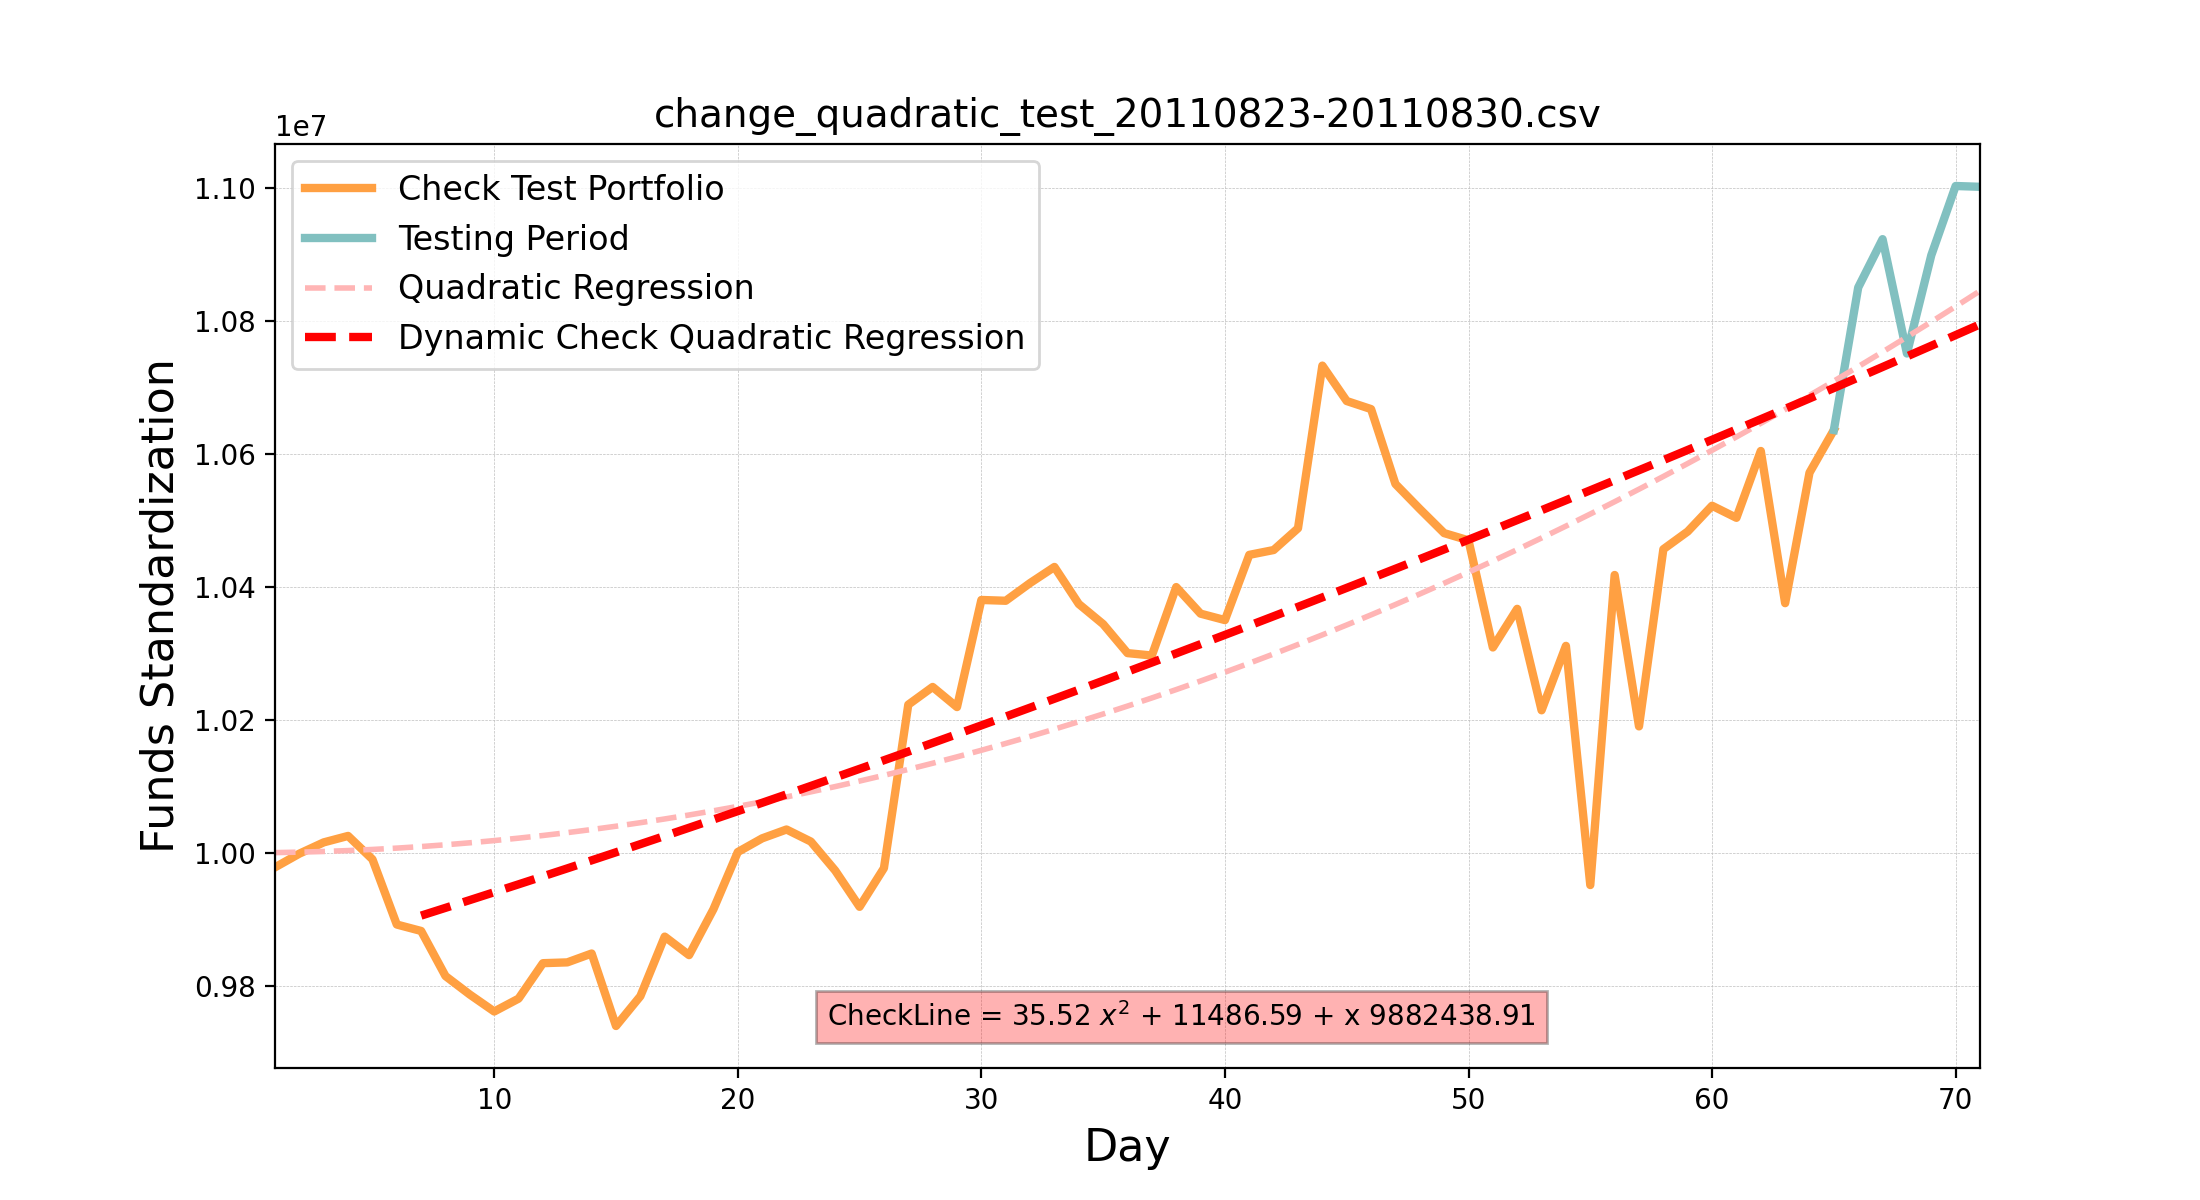 change_quadratic_test_20110823-20110830.csv
1e7
Check Test Portfolio
Testing Period
Quadratic Regression
Dynamic Check Quadratic Regression
Funds Standardization
1.10
1.08
1.06
1.04
1.02
1.00
0.98
CheckLine = 35.52 x² + 11486.59 + x 9882438.91
10 20 30 40 50 60 70
Day